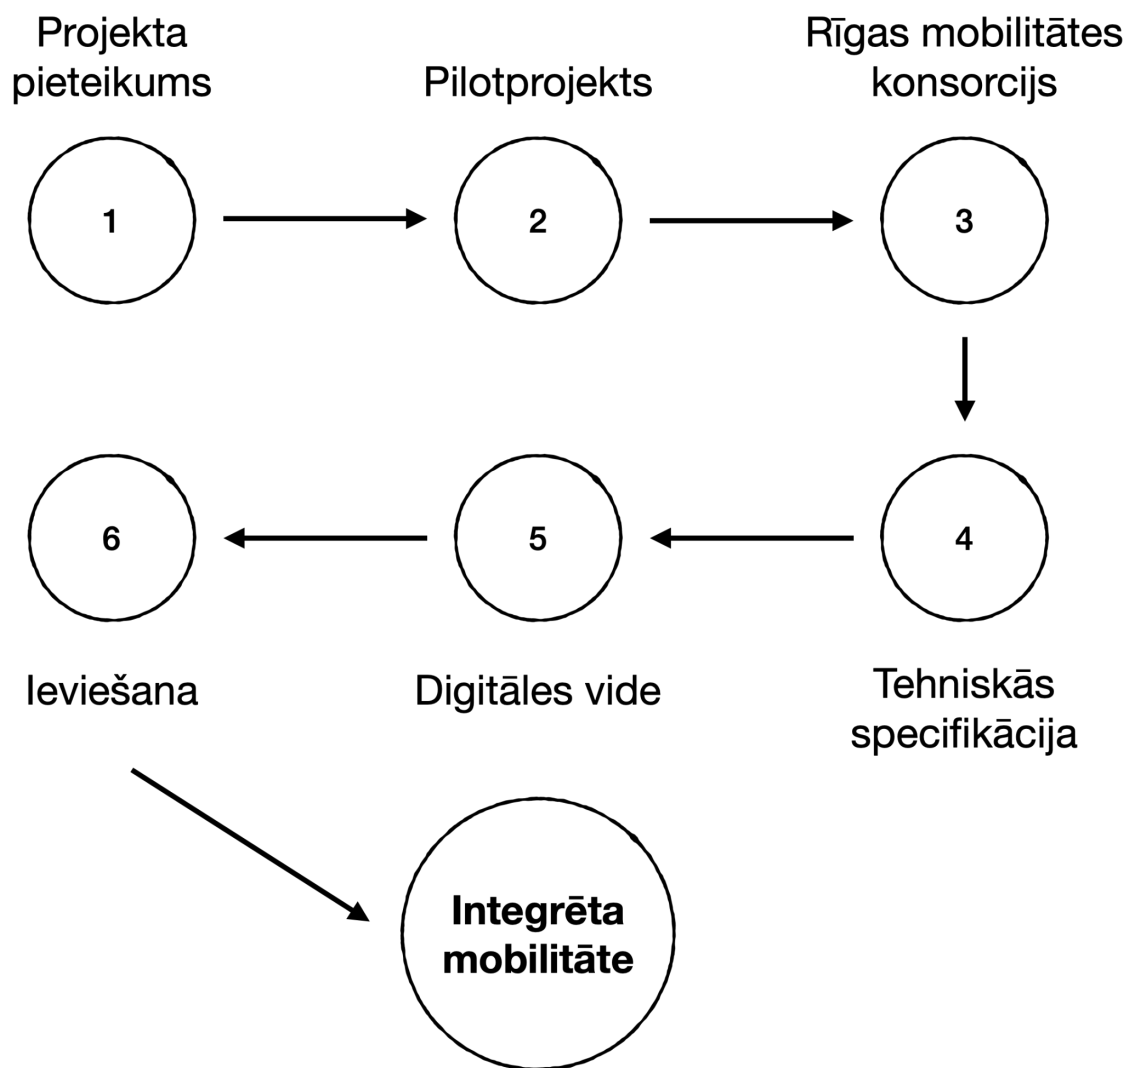 Projekta
pieteikums
Pilotprojekts
Rīgas mobilitātes
konsorcijs
1
2
3
6
5
4
Ieviešana
Digitāles vide
Tehniskās
specifikācija
Integrēta
mobilitāte